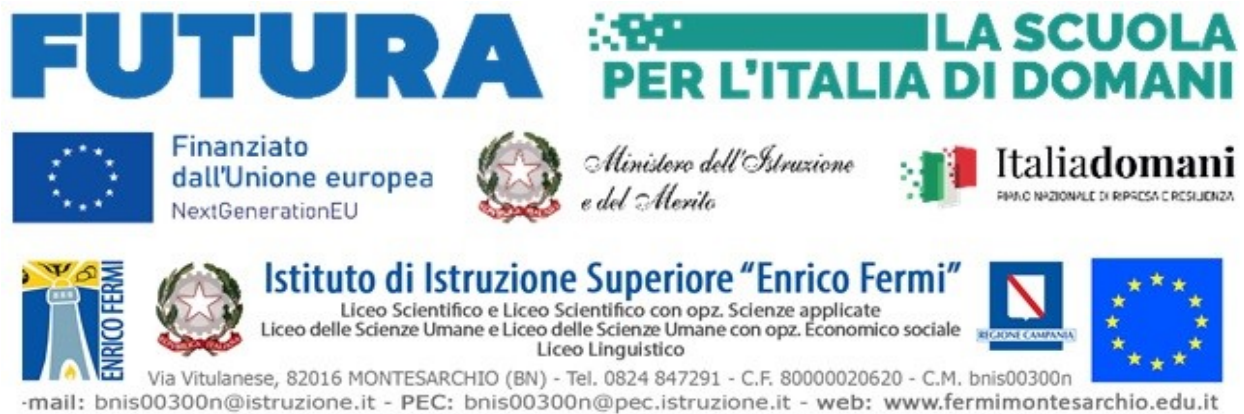 FUTURA
LA SCUOLA
PER L'ITALIA DI DOMANI
Finanziato
dall'Unione europea
NextGenerationEU
Ministero dell'Istruzione
e del Merito
Italiadomani
PIANO NAZIONALE DI RIPRESA E RESILIENZA
ENRICO FERMI
Istituto di Istruzione Superiore “Enrico Fermi”
Liceo Scientifico e Liceo Scientifico con opz. Scienze applicate
Liceo delle Scienze Umane e Liceo delle Scienze Umane con opz. Economico sociale
Liceo Linguistico
REGIONE CAMPANIA
Via Vitulanese, 82016 MONTESARCHIO (BN) - Tel. 0824 847291 - C.F. 80000020620 - C.M. bnis00300n
-mail: bnis00300n@istruzione.it - PEC: bnis00300n@pec.istruzione.it - web: www.fermimontesarchio.edu.it